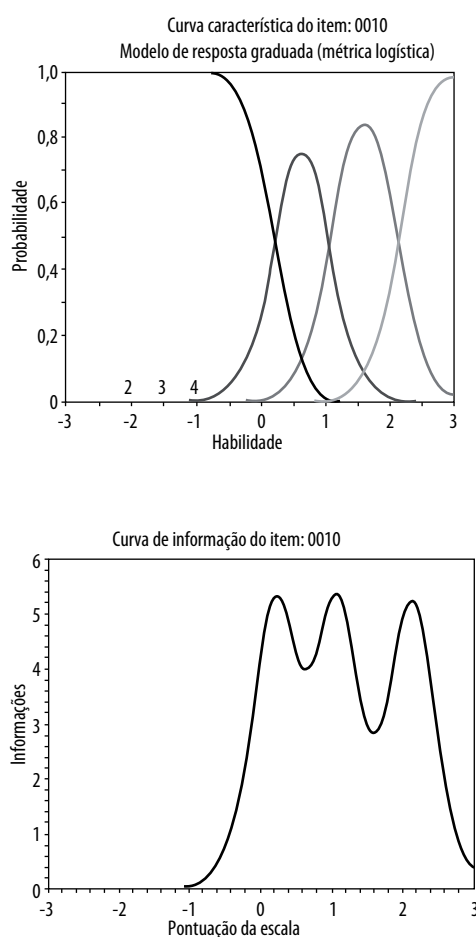 Curva característica do item: 0010
Modelo de resposta graduada (métrica logística)
Probabilidade
1,0
0,8
0,6
0,4
0,2
0
2 3 4
-3 -2 -1 0 1 2 3
Habilidade
Curva de informação do item: 0010
Informações
6
5
4
3
2
1
0
-3 -2 -1 0 1 2 3
Pontuação da escala